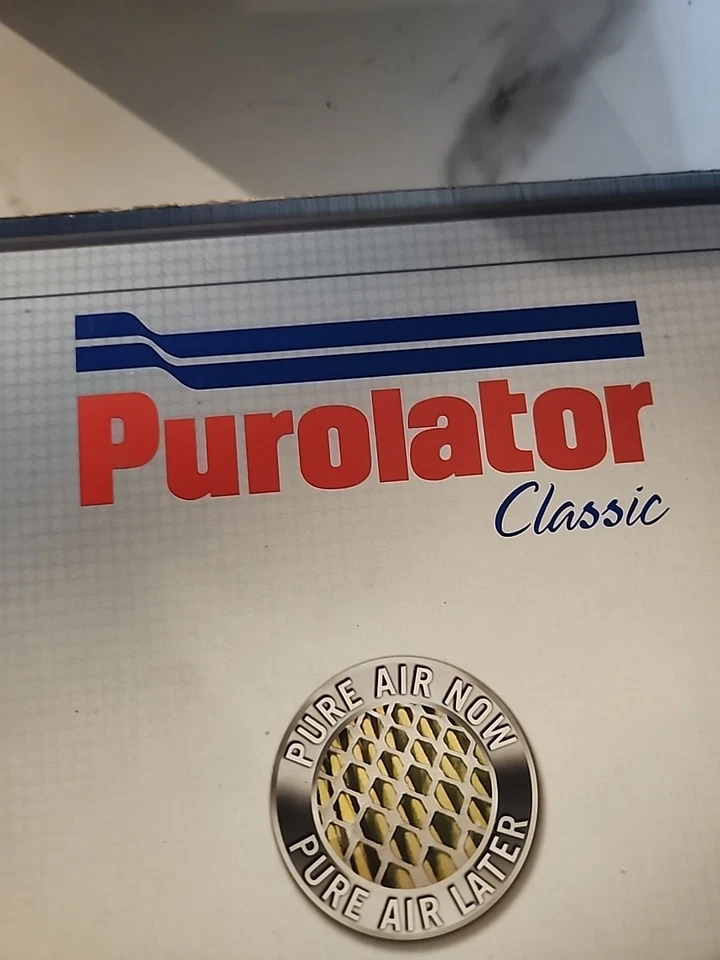 Purolator
Classic
PURE AIR NOW
PURE AIR LATER